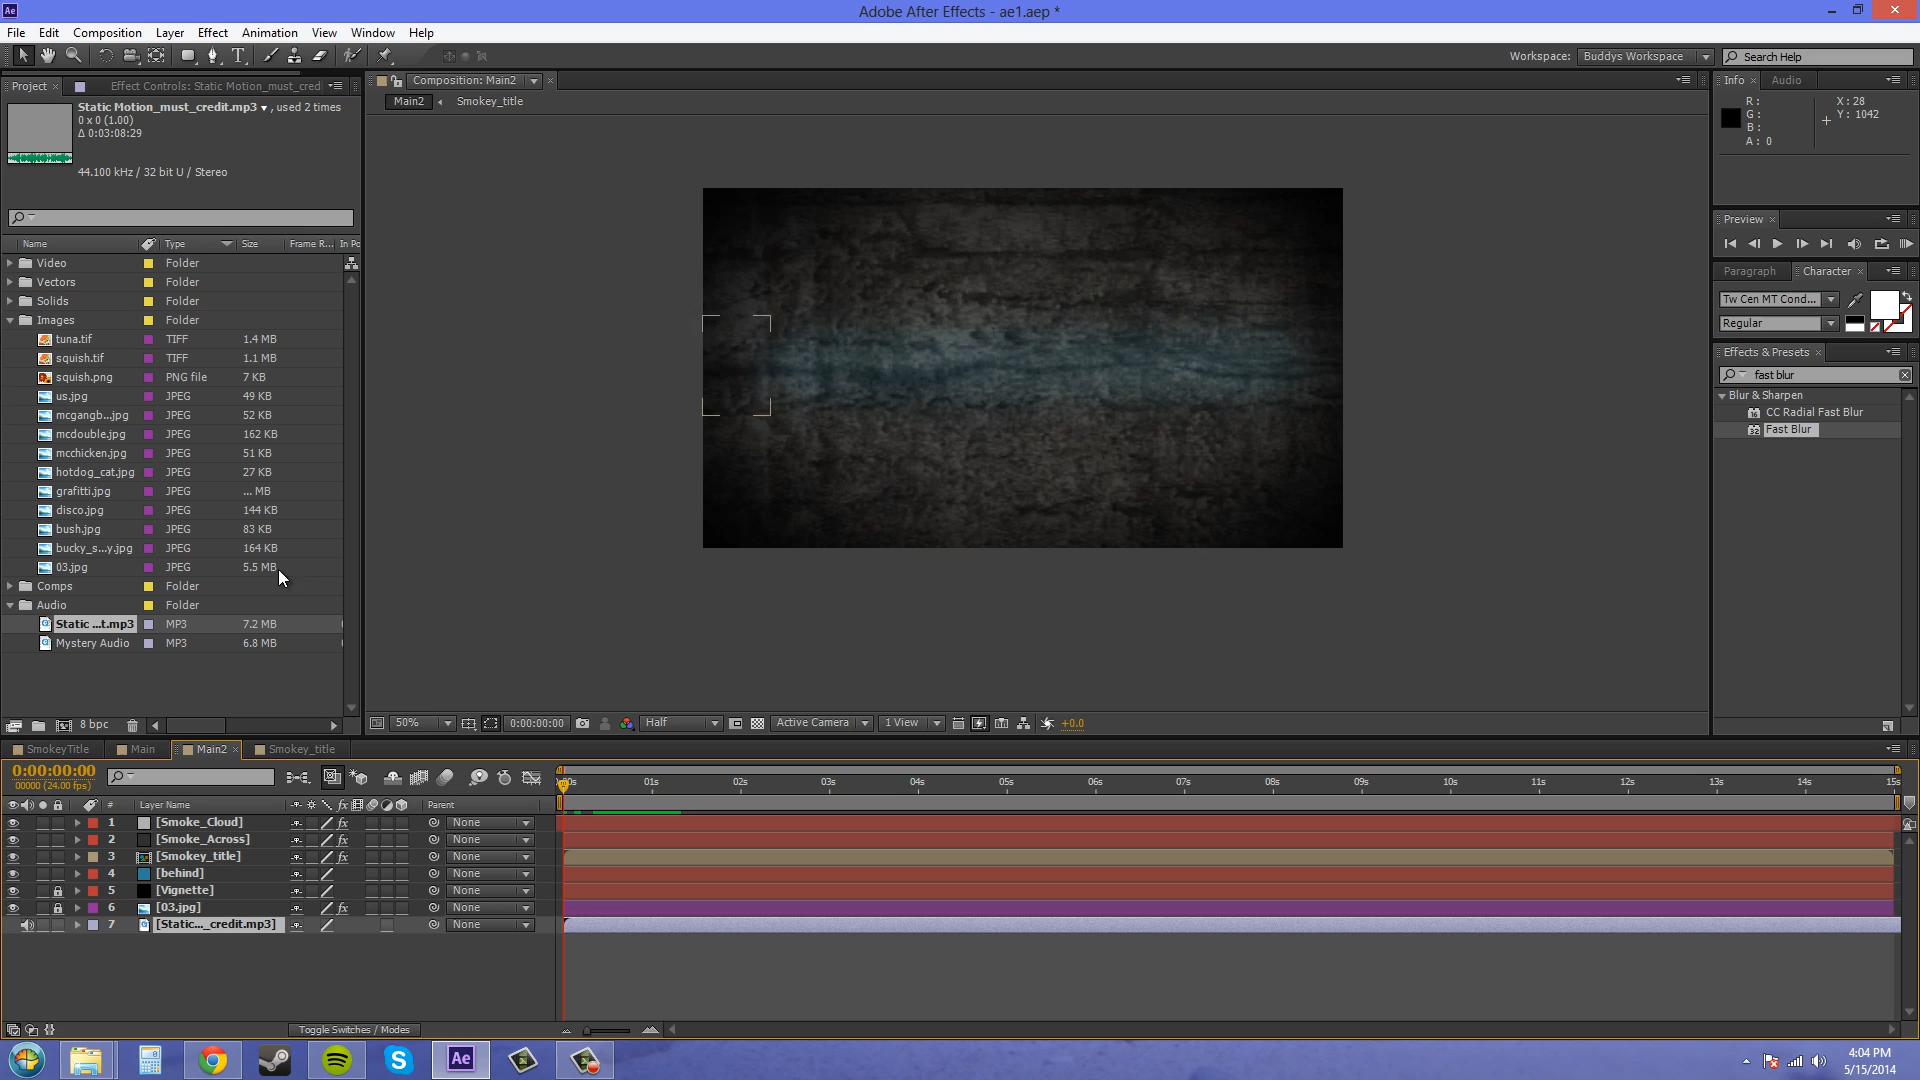 Adobe After Effects - ae1.aep *
File Edit Composition Layer Effect Animation View Window Help
Workspace: Buddys Workspace Search Help
Project Effect Controls: Static Motion_must_cred
Static Motion_must_credit.mp3 , used 2 times
0 x 0 (1.00)
Δ 0:03:08:29
44.100 kHz / 32 bit U / Stereo
Name Type Size Frame R... In Po
Video Folder
Vectors Folder
Solids Folder
Images Folder
tuna.tif TIFF 1.4 MB
squish.tif TIFF 1.1 MB
squish.png PNG file 7 KB
us.jpg JPEG 49 KB
mcgangb...jpg JPEG 52 KB
mcdouble.jpg JPEG 162 KB
mcchicken.jpg JPEG 51 KB
hotdog_cat.jpg JPEG 27 KB
grafitti.jpg JPEG ... MB
disco.jpg JPEG 144 KB
bush.jpg JPEG 83 KB
bucky_s...y.jpg JPEG 164 KB
03.jpg JPEG 5.5 MB
Comps Folder
Audio Folder
Static ...t.mp3 MP3 7.2 MB
Mystery Audio MP3 6.8 MB
8 bpc
Composition: Main2
Main2 Smokey_title
50% 0:00:00:00 Half Active Camera 1 View +0.0
Info Audio
R: X: 28
G: Y: 1042
B:
A: 0
Preview
Paragraph Character
Tw Cen MT Cond...
Regular
Effects & Presets
fast blur
Blur & Sharpen
CC Radial Fast Blur
Fast Blur
SmokeyTitle Main Main2 Smokey_title
0:00:00:00
00000 (24.00 fps)
01s 02s 03s 04s 05s 06s 07s 08s 09s 10s 11s 12s 13s 14s 15s
# Layer Name fx Parent
1 [Smoke_Cloud] fx None
2 [Smoke_Across] None
3 [Smokey_title] fx None
4 [behind] None
5 [Vignette] None
6 [03.jpg] fx None
7 [Static..._credit.mp3] None
Toggle Switches / Modes
Ae
4:04 PM
5/15/2014